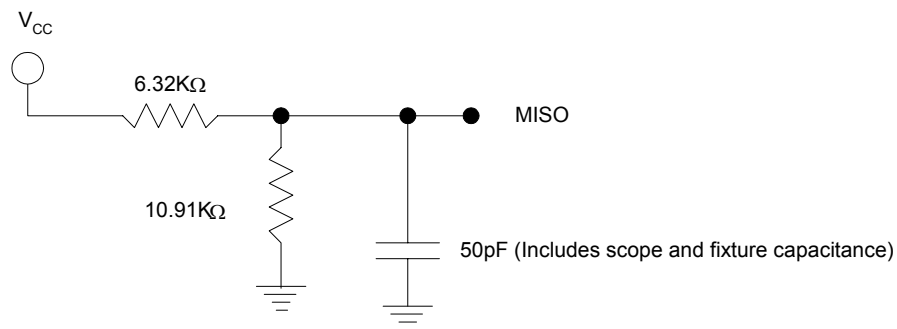 V_CC
6.32KΩ
MISO
10.91KΩ
50pF (Includes scope and fixture capacitance)